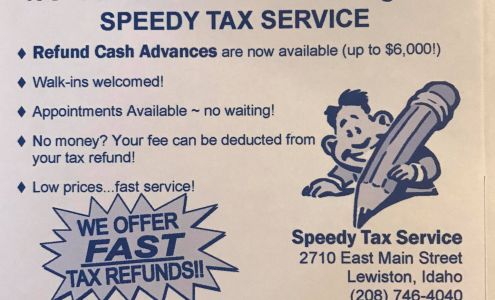 SPEEDY TAX SERVICE
♦ Refund Cash Advances are now available (up to $6,000!)
♦ Walk-ins welcomed!
♦ Appointments Available ~ no waiting!
♦ No money? Your fee can be deducted from
your tax refund!
♦ Low prices...fast service!
WE OFFER
FAST
TAX REFUNDS!!
Speedy Tax Service
2710 East Main Street
Lewiston, Idaho
(208) 746-4040